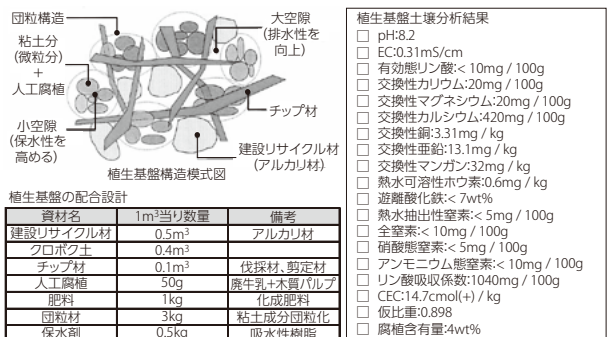 団粒構造
粘土分
(微粒分)
+
人工腐植
小空隙
(保水性を
高める)
大空隙
(排水性を
向上)
チップ材
建設リサイクル材
(アルカリ材)
植生基盤構造模式図
植生基盤の配合設計
資材名 1m³当り数量 備考
建設リサイクル材 0.5m³ アルカリ材
クロボク土 0.4m³
チップ材 0.1m³ 伐採材、剪定材
人工腐植 50g 廃牛乳+木質パルプ
肥料 1kg 化成肥料
団粒材 3kg 粘土成分団粒化
保水剤 0.5kg 吸水性樹脂
植生基盤土壌分析結果
□ pH:8.2
□ EC:0.31mS/cm
□ 有効態リン酸:< 10mg / 100g
□ 交換性カリウム:20mg / 100g
□ 交換性マグネシウム:20mg / 100g
□ 交換性カルシウム:420mg / 100g
□ 交換性銅:3.31mg / kg
□ 交換性亜鉛:13.1mg / kg
□ 交換性マンガン:32mg / kg
□ 熱水可溶性ホウ素:0.6mg / kg
□ 遊離酸化鉄:< 7wt%
□ 熱水抽出性窒素:< 5mg / 100g
□ 全窒素:< 10mg / 100g
□ 硝酸態窒素:< 5mg / 100g
□ アンモニウム態窒素:< 10mg / 100g
□ リン酸吸収係数:1040mg / 100g
□ CEC:14.7cmol(+) / kg
□ 仮比重:0.898
□ 腐植含有量:4wt%